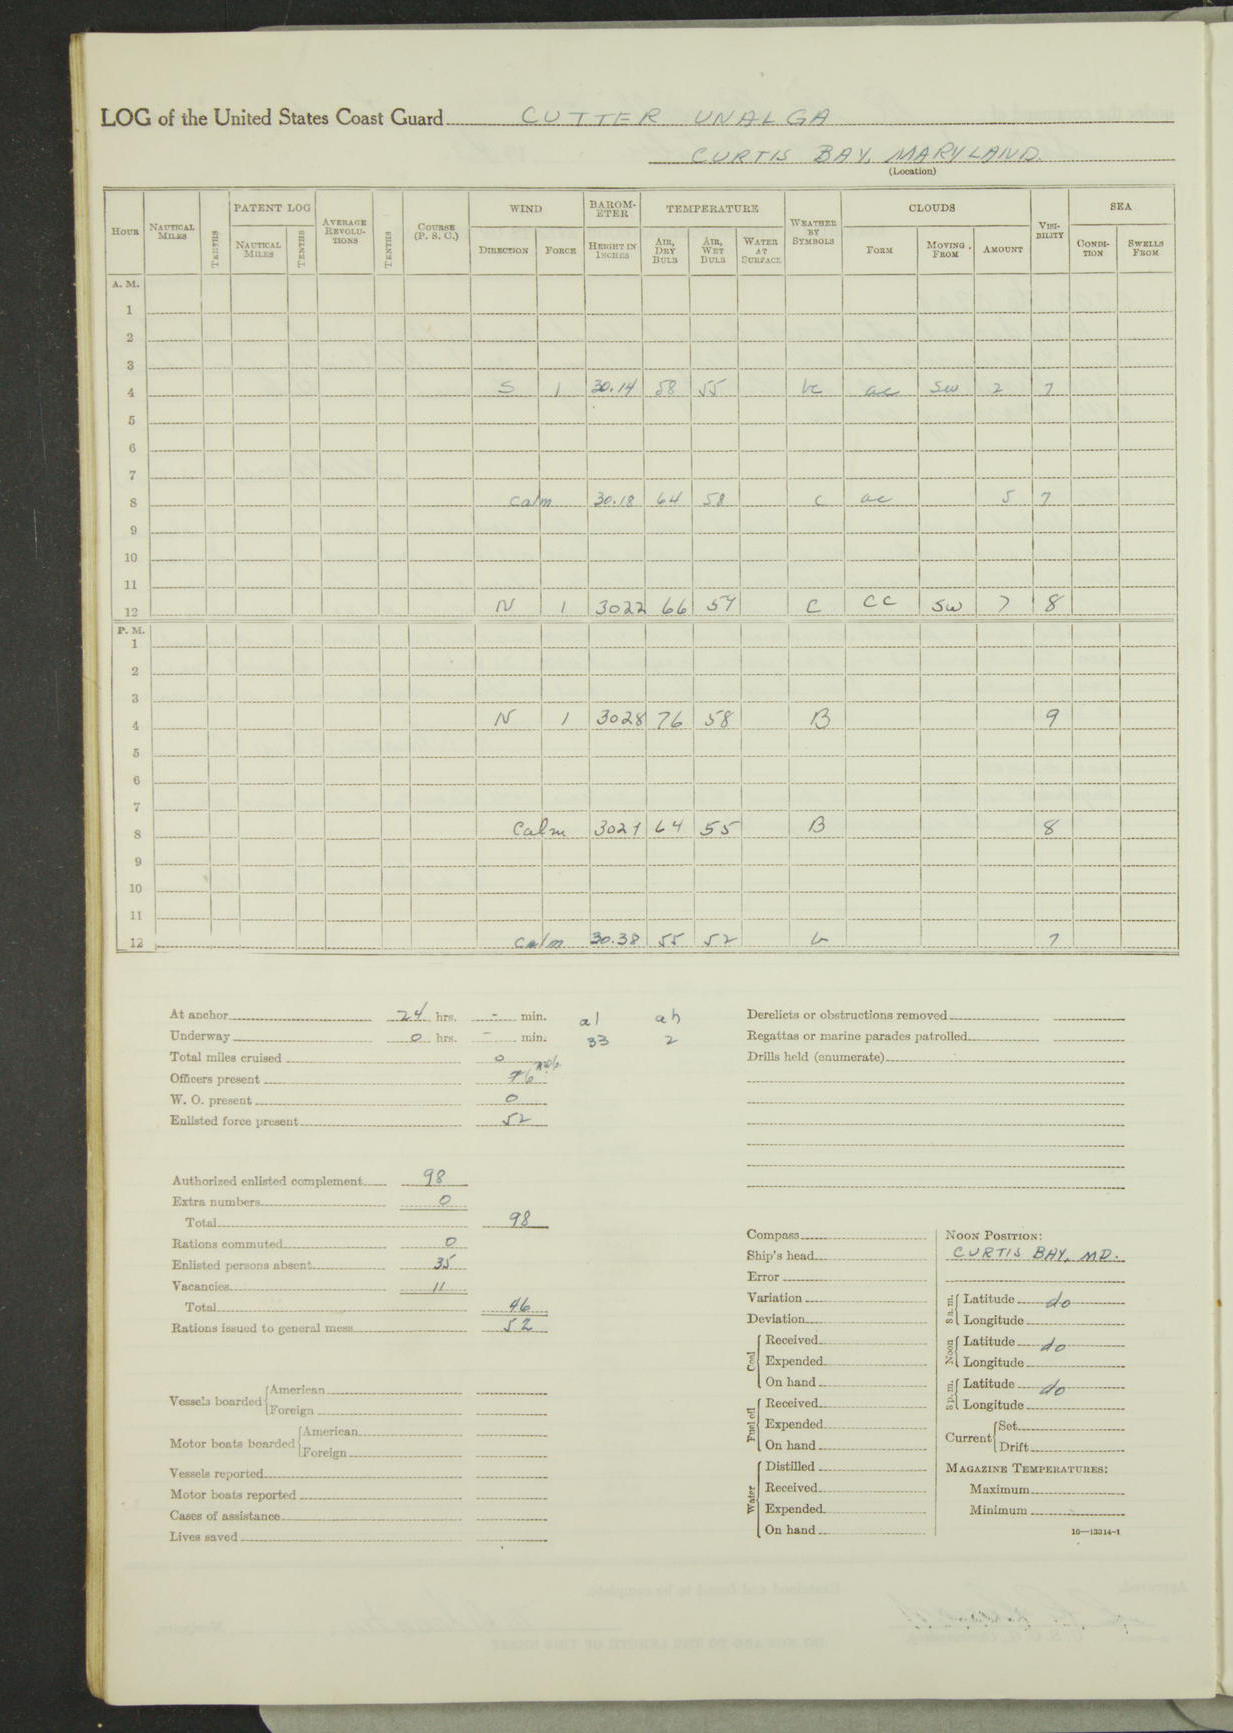 LOG of the United States Coast Guard CUTTER UNALGA
CURTIS BAY, MARYLAND.
(Location)
HOUR NAUTICAL MILES TENTHS PATENT LOG NAUTICAL MILES TENTHS AVERAGE REVOLUTIONS TENTHS COURSE (P. S. C.) WIND DIRECTION FORCE BAROMETER HEIGHT IN INCHES TEMPERATURE AIR, DRY BULB AIR, WET BULB WATER AT SURFACE WEATHER BY SYMBOLS CLOUDS FORM MOVING FROM AMOUNT VISIBILITY SEA CONDITION SWELLS FROM
A. M.
1
2
3
4 S 1 30.14 58 55 bc ac SW 2 7
5
6
7
8 Calm 30.18 64 58 c ac 5 7
9
10
11
12 N 1 3022 66 57 C CC SW 7 8
P. M.
1
2
3
4 N 1 3028 76 58 B 9
5
6
7
8 Calm 64 55 B 8
9
10
11
12 Calm 30.38 55 52 b 7
At anchor 24 hrs. - min. al ah
Underway 0 hrs. - min. 33 2
Total miles cruised 0
Officers present 6
W. O. present 0
Enlisted force present 52
Authorized enlisted complement 98
Extra numbers 0
Total 98
Rations commuted 0
Enlisted persons absent 35
Vacancies 11
Total 46
Rations issued to general mess 52
Vessels boarded American
Foreign
Motor boats boarded American
Foreign
Vessels reported
Motor boats reported
Cases of assistance
Lives saved
Derelicts or obstructions removed
Regattas or marine parades patrolled
Drills held (enumerate)
Compass
Ship's head
Error
Variation
Deviation
Coal Received
Expended
On hand
Fuel oil Received
Expended
On hand
Water Distilled
Received
Expended
On hand
NOON POSITION:
CURTIS BAY, MD.
8 a. m. Latitude do
Longitude
Noon Latitude do
Longitude
8 p. m. Latitude do
Longitude
Current Set
Drift
MAGAZINE TEMPERATURES:
Maximum
Minimum
16—13314-1